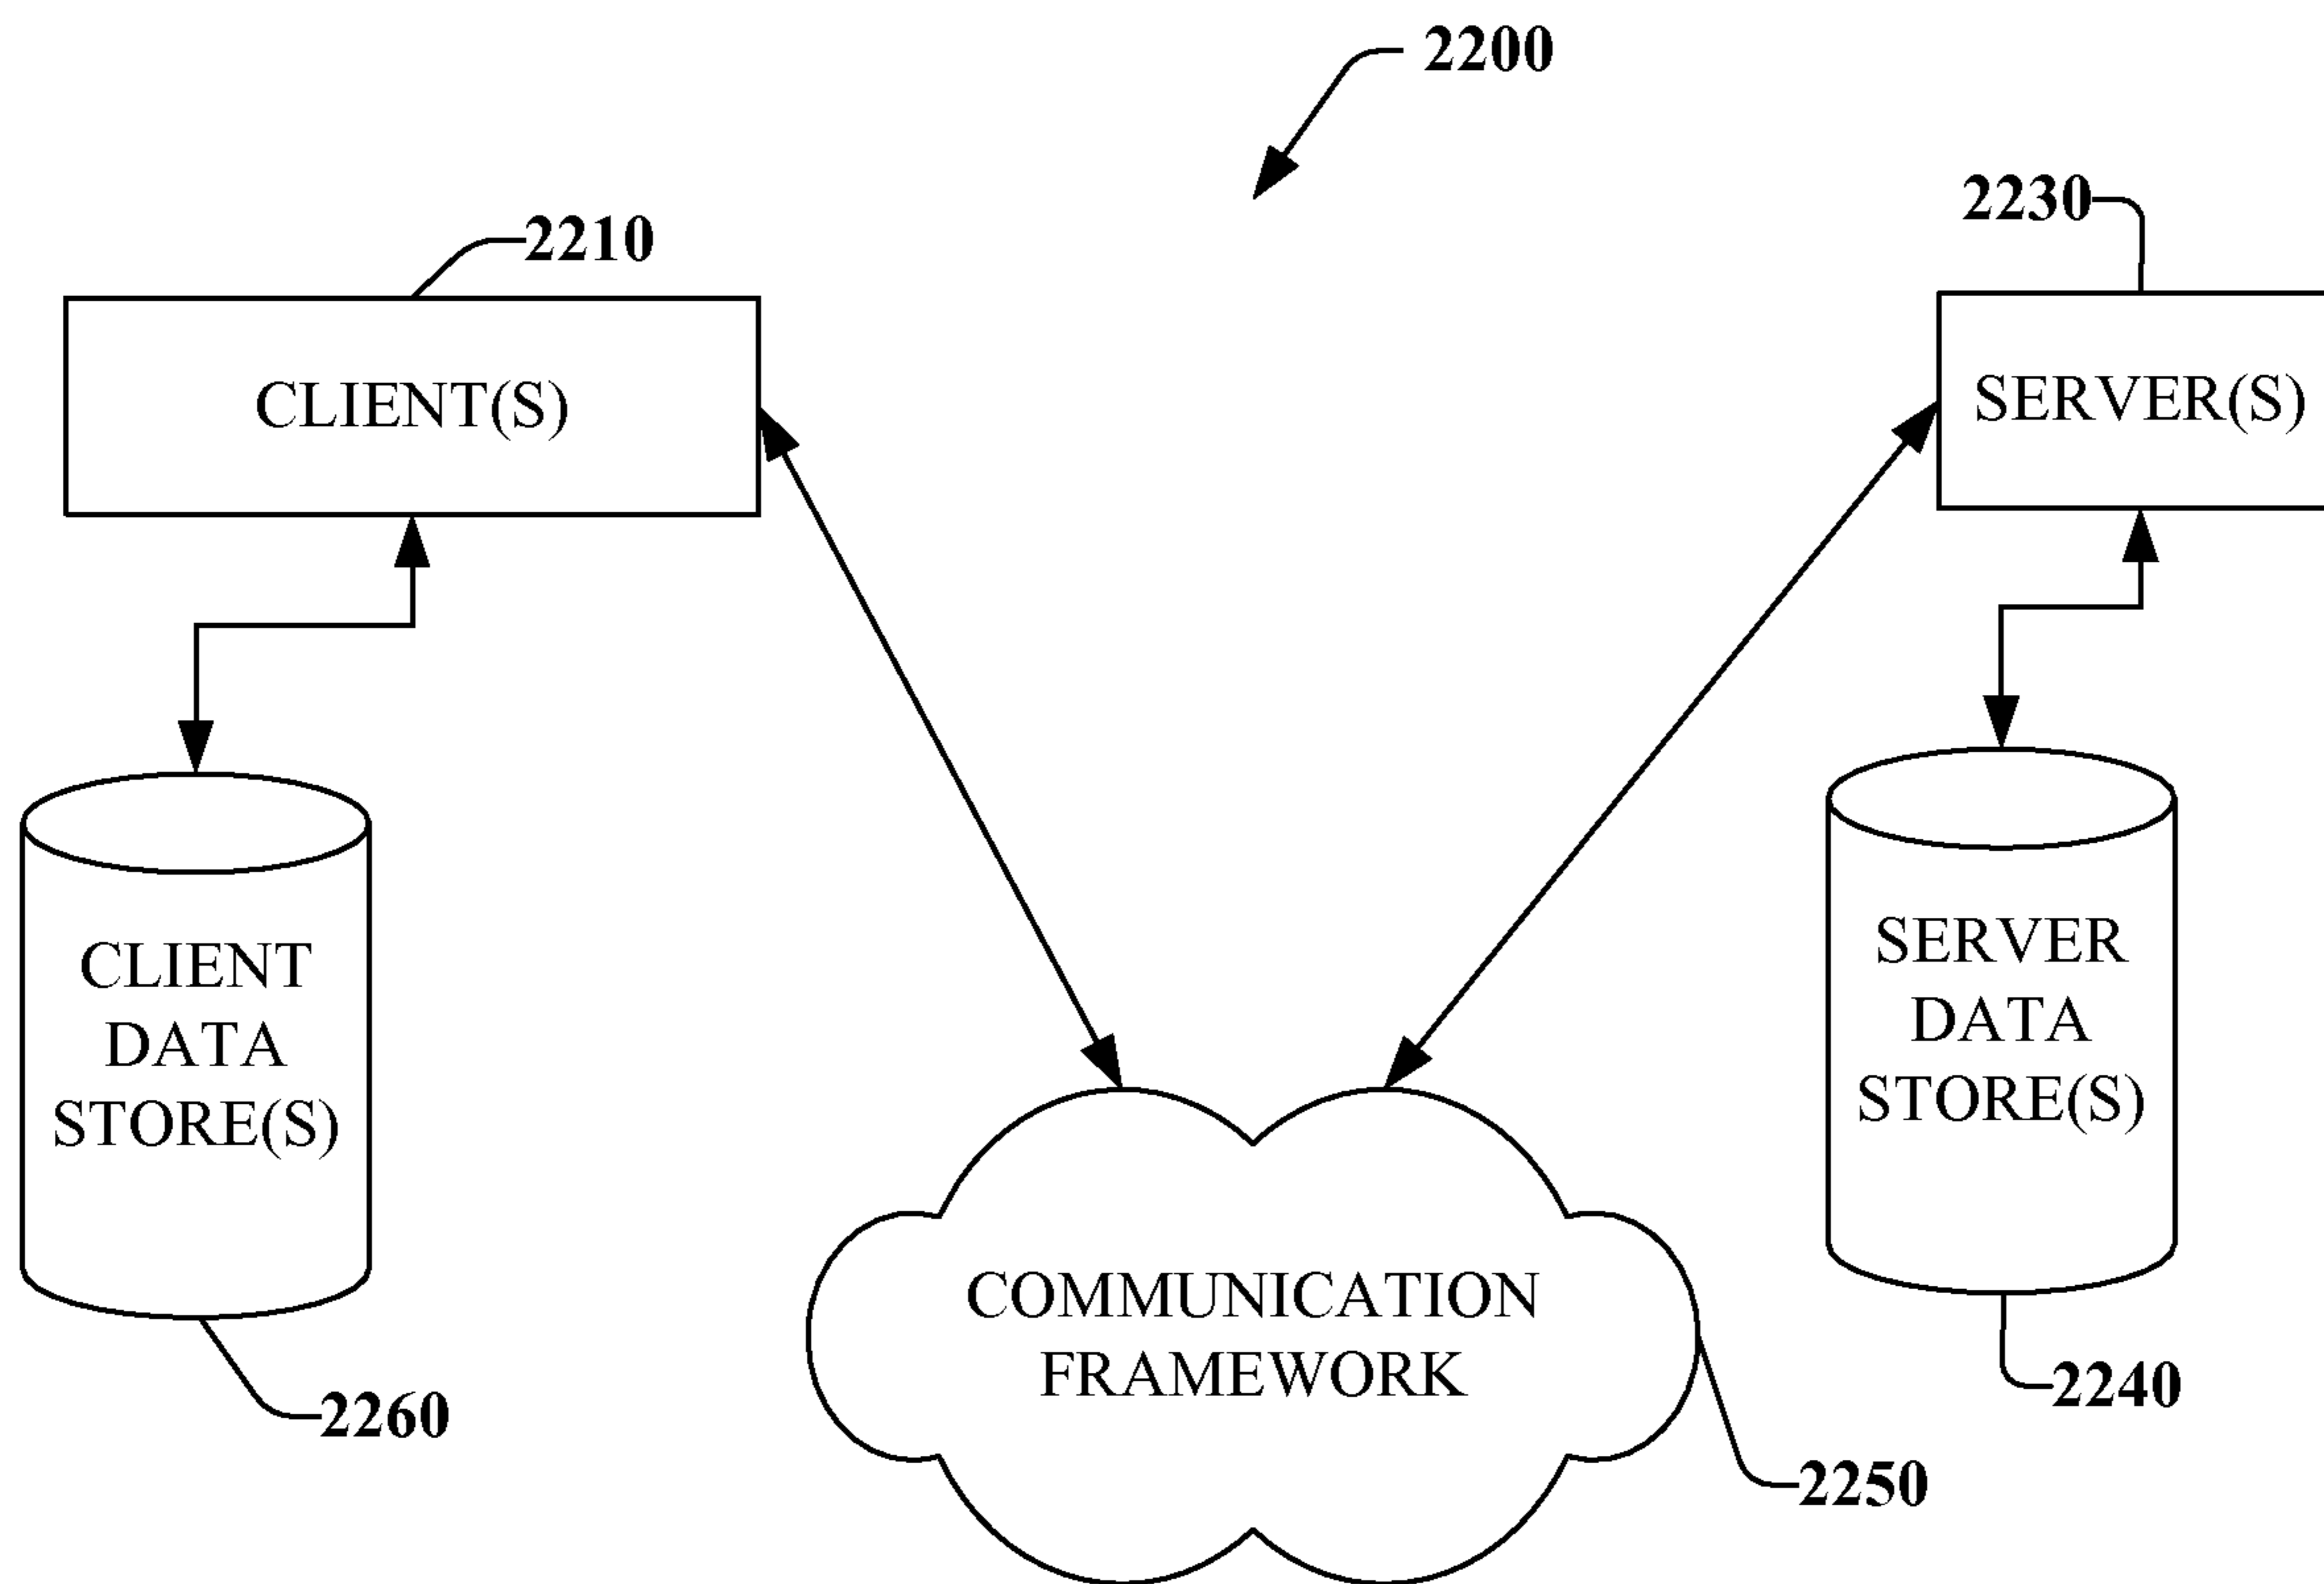 2200
2210
2230
CLIENT(S)
SERVER(S)
CLIENT
DATA
STORE(S)
SERVER
DATA
STORE(S)
COMMUNICATION
FRAMEWORK
2260
2240
2250